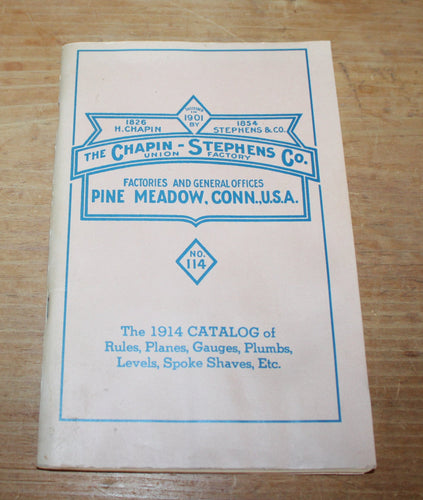 SUCCEEDED
IN
1901
BY
1826
H. CHAPIN
1854
STEPHENS & CO.
THE CHAPIN - STEPHENS CO.
UNION FACTORY
FACTORIES AND GENERAL OFFICES
PINE MEADOW, CONN., U.S.A.
NO.
114
The 1914 CATALOG of
Rules, Planes, Gauges, Plumbs,
Levels, Spoke Shaves, Etc.